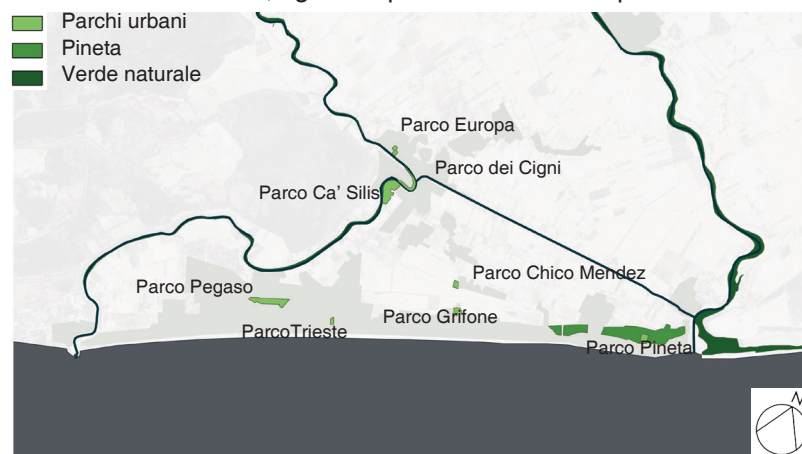 Parchi urbani
Pineta
Verde naturale
Parco Europa
Parco dei Cigni
Parco Ca' Silis
Parco Chico Mendez
Parco Pegaso
Parco Grifone
ParcoTrieste
Parco Pineta
N